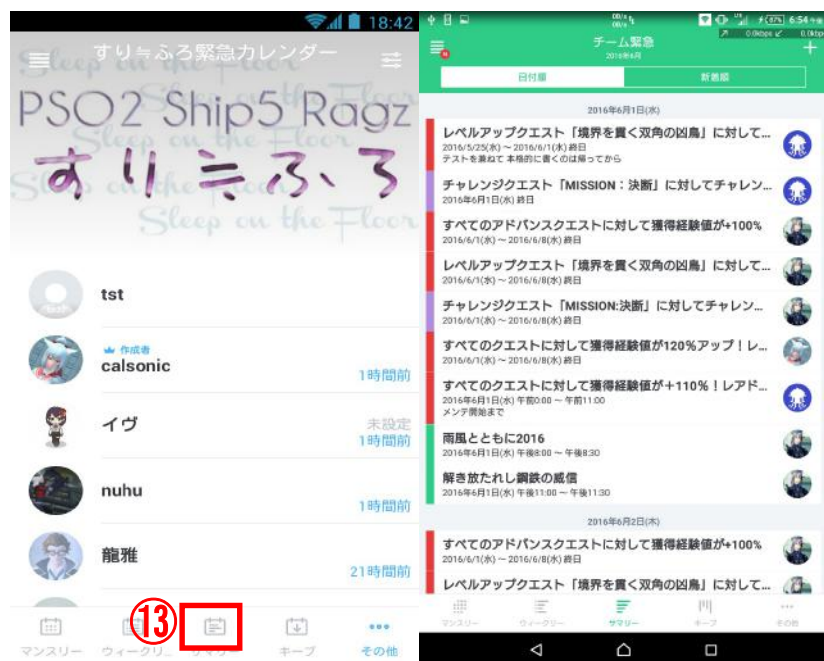 18:42
すり≒ふろ緊急カレンダー
Sleep on the Floor
PSO2 Ship5 Ragz
Sleep on the Floor
すり≒ふろ
Sleep on the Floor
Sleep on the Floor
tst
作成者
calsonic
1時間前
イヴ
未設定
1時間前
nuhu
1時間前
龍雅
21時間前
⑬
マンスリー
ウィークリ...
サマリー
キープ
その他
87%
6:54 午後
0.0kbps
0.0kbp
チーム緊急
2016年6月
日付順
新着順
2016年6月1日(水)
レベルアップクエスト「境界を貫く双角の凶鳥」に対して...
2016/5/25(水) ~ 2016/6/1(水) 終日
テストを兼ねて 本格的に書くのは帰ってから
チャレンジクエスト「MISSION：決断」に対してチャレン...
2016年6月1日(水) 終日
すべてのアドバンスクエストに対して獲得経験値が+100%
2016/6/1(水) ~ 2016/6/8(水) 終日
レベルアップクエスト「境界を貫く双角の凶鳥」に対して...
2016/6/1(水) ~ 2016/6/8(水) 終日
チャレンジクエスト「MISSION:決断」に対してチャレン...
2016/6/1(水) ~ 2016/6/8(水) 終日
すべてのクエストに対して獲得経験値が120%アップ！レ...
2016/6/1(水) ~ 2016/6/8(水) 終日
すべてのクエストに対して獲得経験値が＋110%！レアド...
2016年6月1日(水) 午前0:00 ~ 午前11:00
メンテ開始まで
雨風とともに2016
2016年6月1日(水) 午後8:00 ~ 午後8:30
解き放たれし鋼鉄の威信
2016年6月1日(水) 午後11:00 ~ 午後11:30
2016年6月2日(木)
すべてのアドバンスクエストに対して獲得経験値が+100%
2016/6/1(水) ~ 2016/6/8(水) 終日
レベルアップクエスト「境界を貫く双角の凶鳥」に対して...
マンスリー
ウィークリー
サマリー
キープ
その他